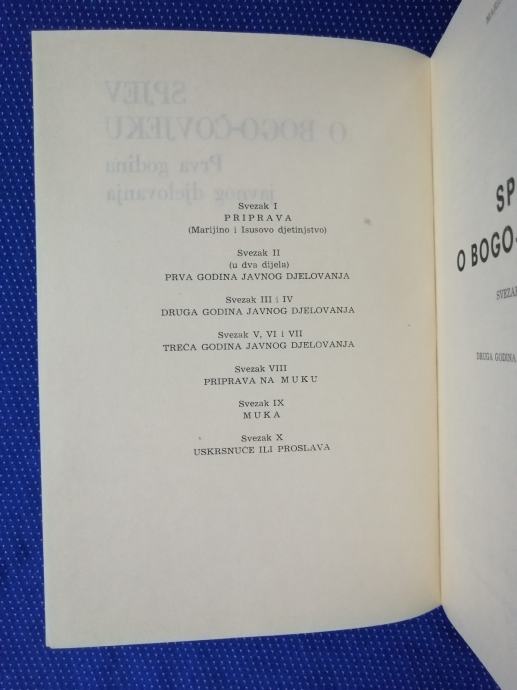 SPJEV
O BOGO-ČOVJEKU
Prva godina
javnog djelovanja
Svezak I
PRIPRAVA
(Marijino i Isusovo djetinjstvo)
Svezak II
(u dva dijela)
PRVA GODINA JAVNOG DJELOVANJA
Svezak III i IV
DRUGA GODINA JAVNOG DJELOVANJA
Svezak V, VI i VII
TREĆA GODINA JAVNOG DJELOVANJA
Svezak VIII
PRIPRAVA NA MUKU
Svezak IX
MUKA
Svezak X
USKRSNUĆE ILI PROSLAVA
SP
O BOGO-
SVEZAK
DRUGA GODINA